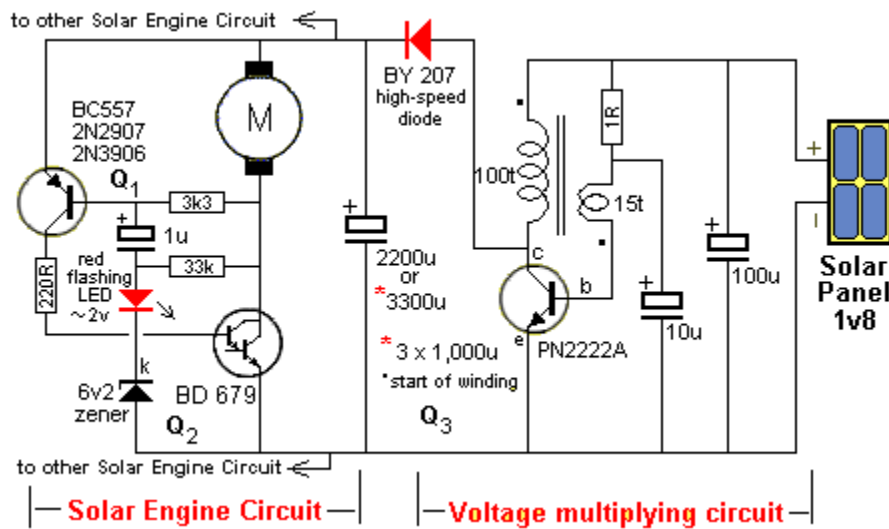 to other Solar Engine Circuit
BY 207
high-speed
diode
BC557
2N2907
2N3906
Q1
M
3k3
1u
33k
red
flashing
LED
~2v
220R
k
6v2
zener
BD 679
Q2
2200u
or
*3300u
* 3 x 1,000u
•start of winding
Q3
100t
1R
15t
c
b
e
PN2222A
10u
100u
+
-
Solar
Panel
1v8
to other Solar Engine Circuit
Solar Engine Circuit
Voltage multiplying circuit